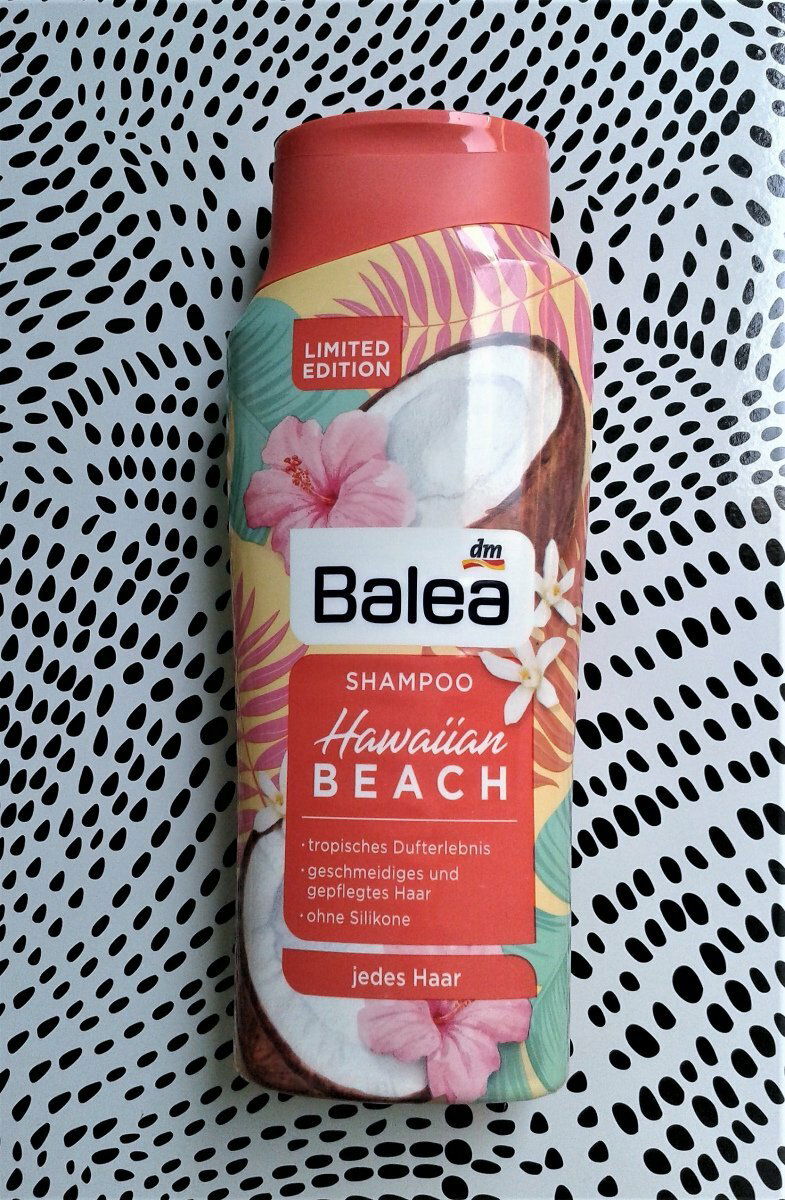 LIMITED
EDITION
dm
Balea
SHAMPOO
Hawaiian
BEACH
· tropisches Dufterlebnis
· geschmeidiges und
gepflegtes Haar
· ohne Silikone
jedes Haar